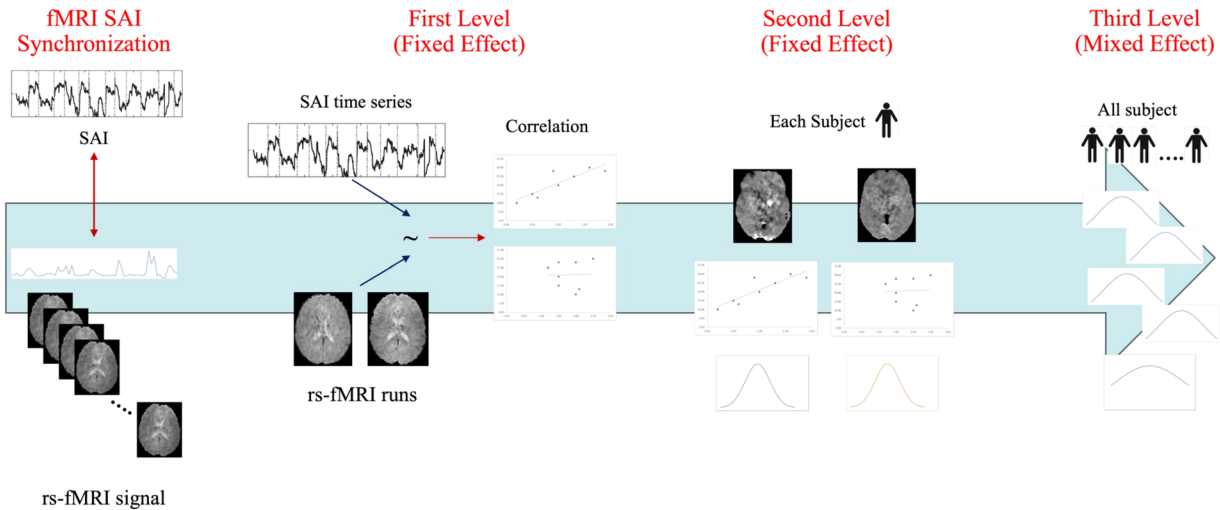 fMRI SAI
Synchronization
First Level
(Fixed Effect)
Second Level
(Fixed Effect)
Third Level
(Mixed Effect)
SAI
SAI time series
Correlation
Each Subject
All subject
~
rs-fMRI runs
rs-fMRI signal